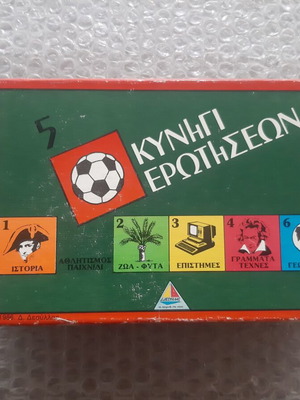 5
ΚΥΝΗΓΙ
ΕΡΩΤΗΣΕΩΝ
1
ΙΣΤΟΡΙΑ
ΑΘΛΗΤΙΣΜΟΣ
ΠΑΙΧΝΙΔΙ
2
ΖΩΑ - ΦΥΤΑ
3
ΕΠΙΣΤΗΜΕΣ
4
ΓΡΑΜΜΑΤΑ
ΤΕΧΝΕΣ
6